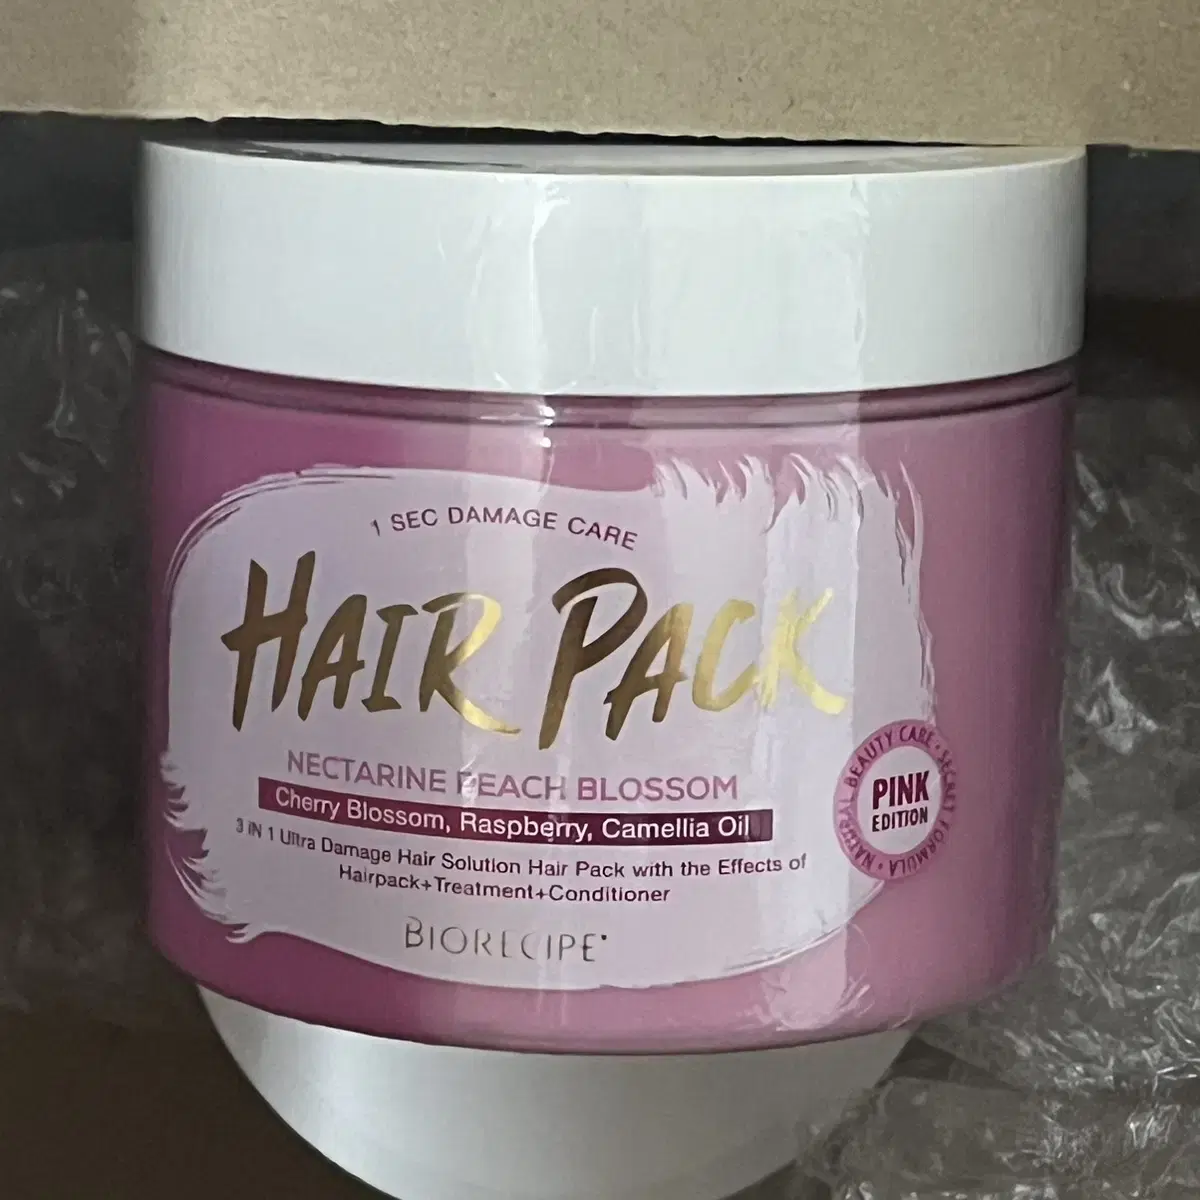 1 SEC DAMAGE CARE
HAIR PACK
NECTARINE PEACH BLOSSOM
Cherry Blossom, Raspberry, Camellia Oil
3 IN 1 Ultra Damage Hair Solution Hair Pack with the Effects of
Hairpack+Treatment+Conditioner
BIORECIPE
NATURAL BEAUTY CARE • SECRET FORMULA •
PINK
EDITION